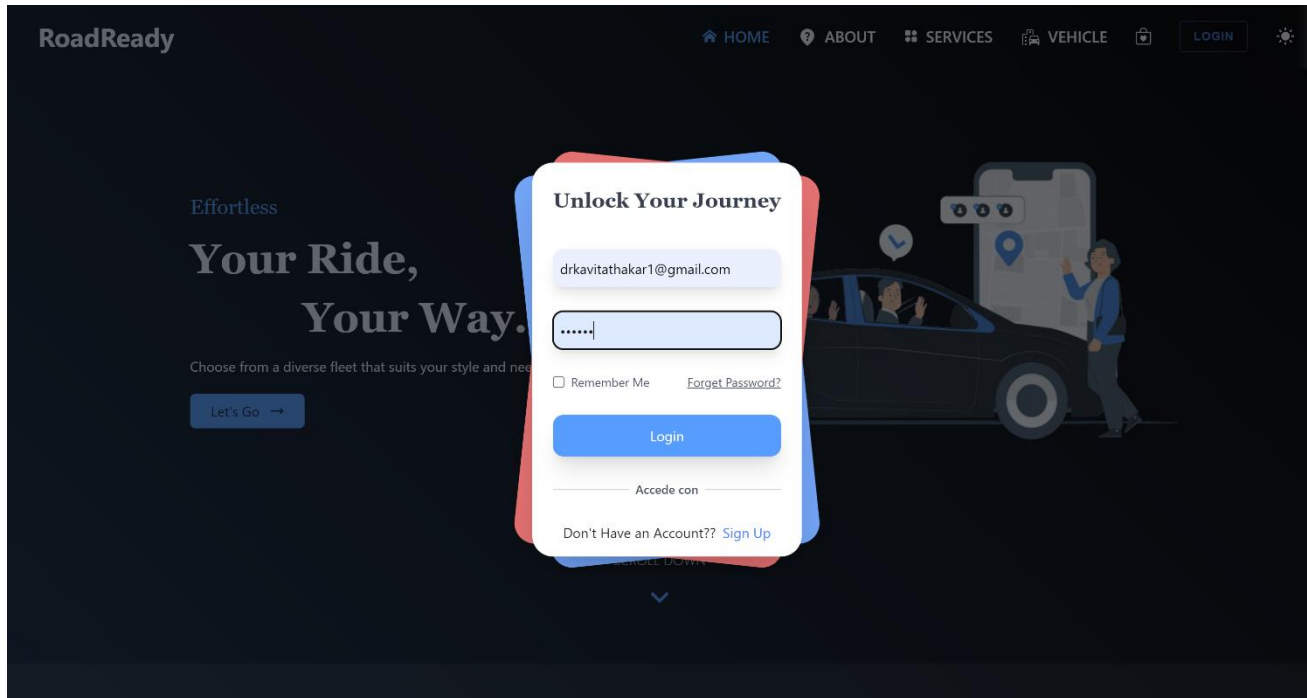 RoadReady
HOME ABOUT SERVICES VEHICLE LOGIN
Effortless
Your Ride,
Your Way.
Choose from a diverse fleet that suits your style and nee
Let's Go →
Unlock Your Journey
drkavitathakar1@gmail.com
••••••
Remember Me Forget Password?
Login
Accede con
Don't Have an Account?? Sign Up
SCROLL DOWN